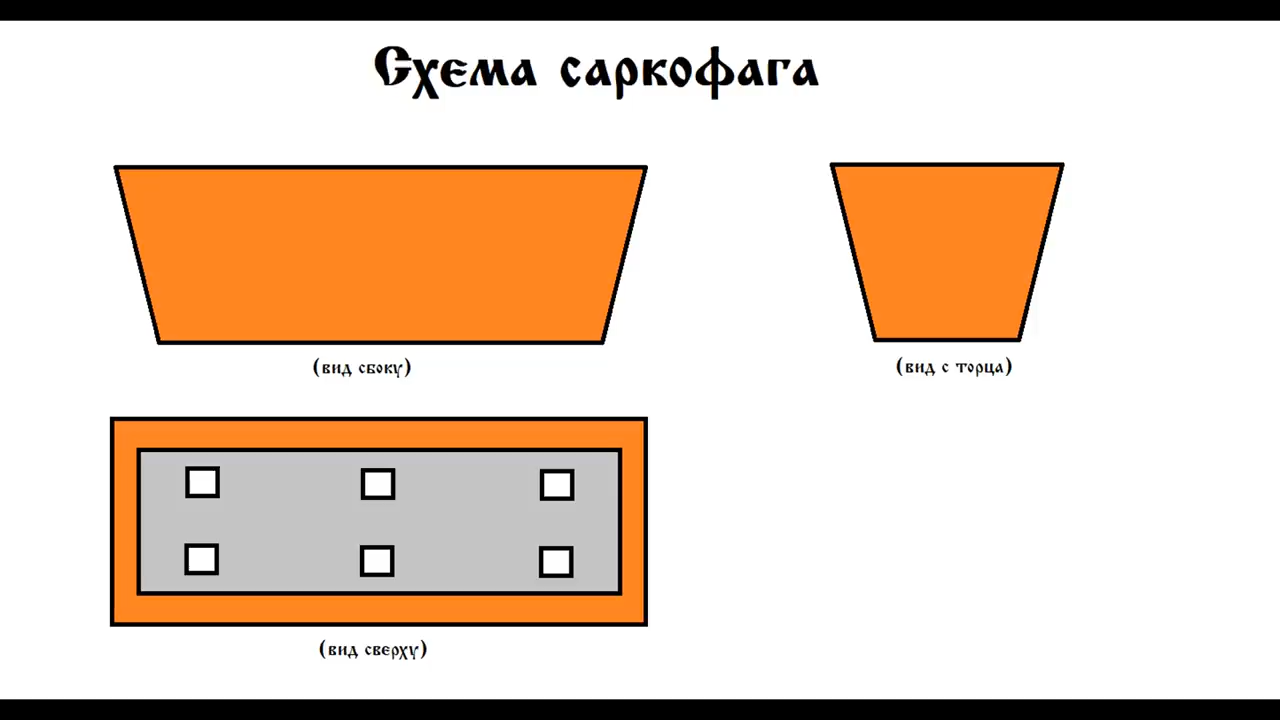 Схема саркофага
(вид сбоку)
(вид с торца)
(вид сверху)